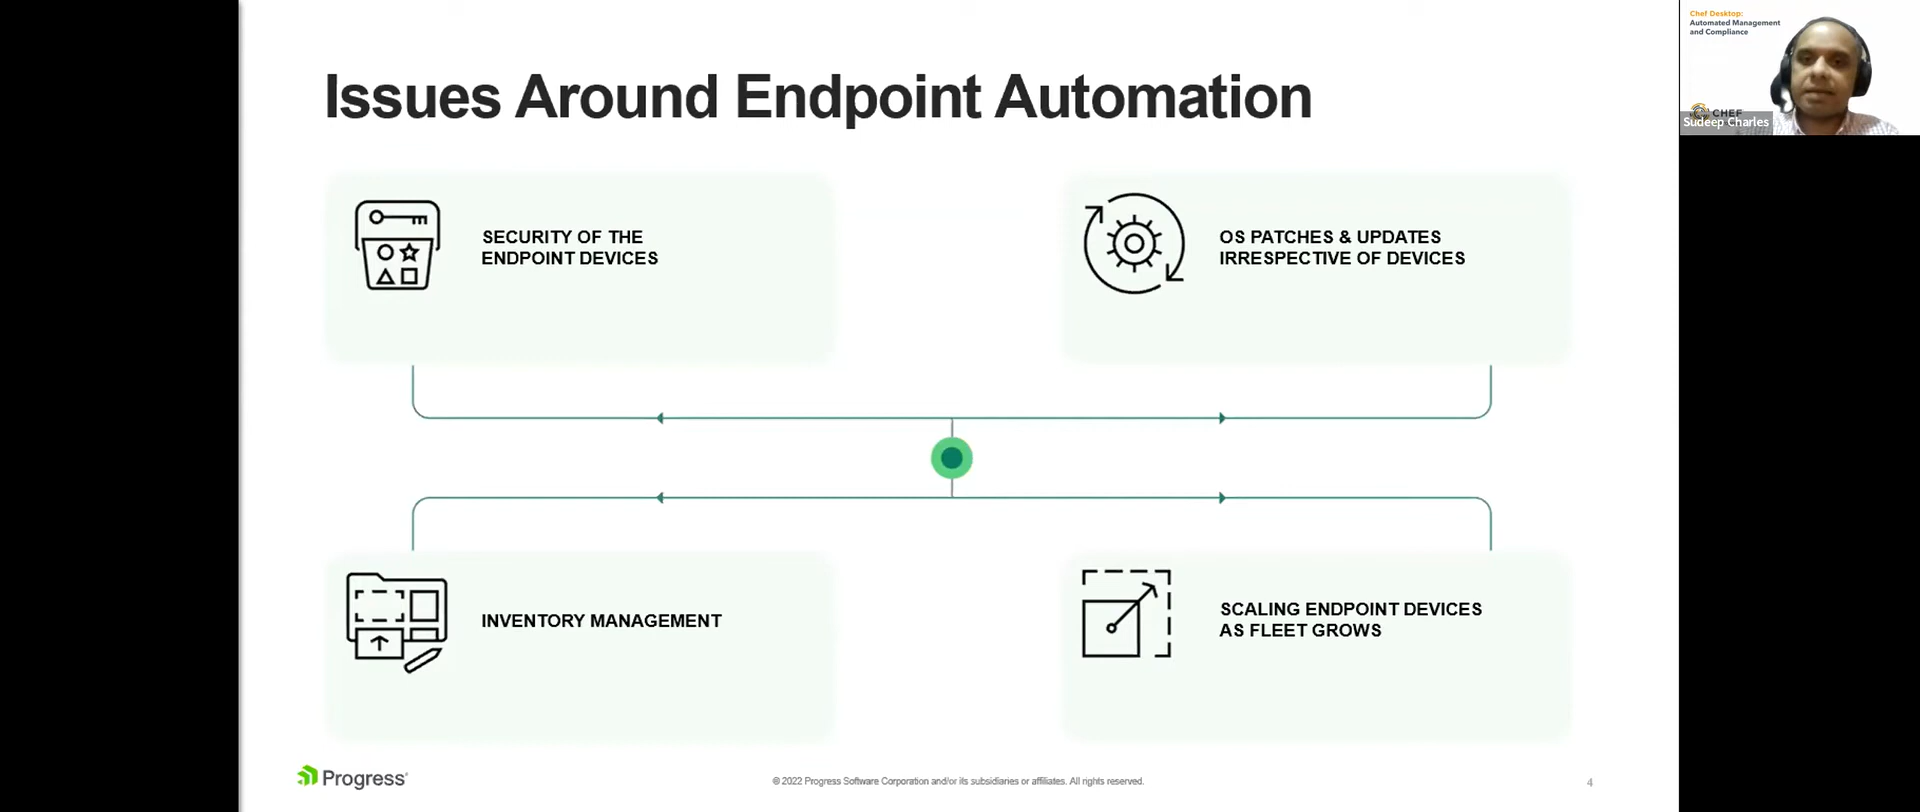 Issues Around Endpoint Automation
SECURITY OF THE
ENDPOINT DEVICES
OS PATCHES & UPDATES
IRRESPECTIVE OF DEVICES
INVENTORY MANAGEMENT
SCALING ENDPOINT DEVICES
AS FLEET GROWS
Progress
© 2022 Progress Software Corporation and/or its subsidiaries or affiliates. All rights reserved.
4
Chef Desktop:
Automated Management
and Compliance
CHEF
Sudeep Charles